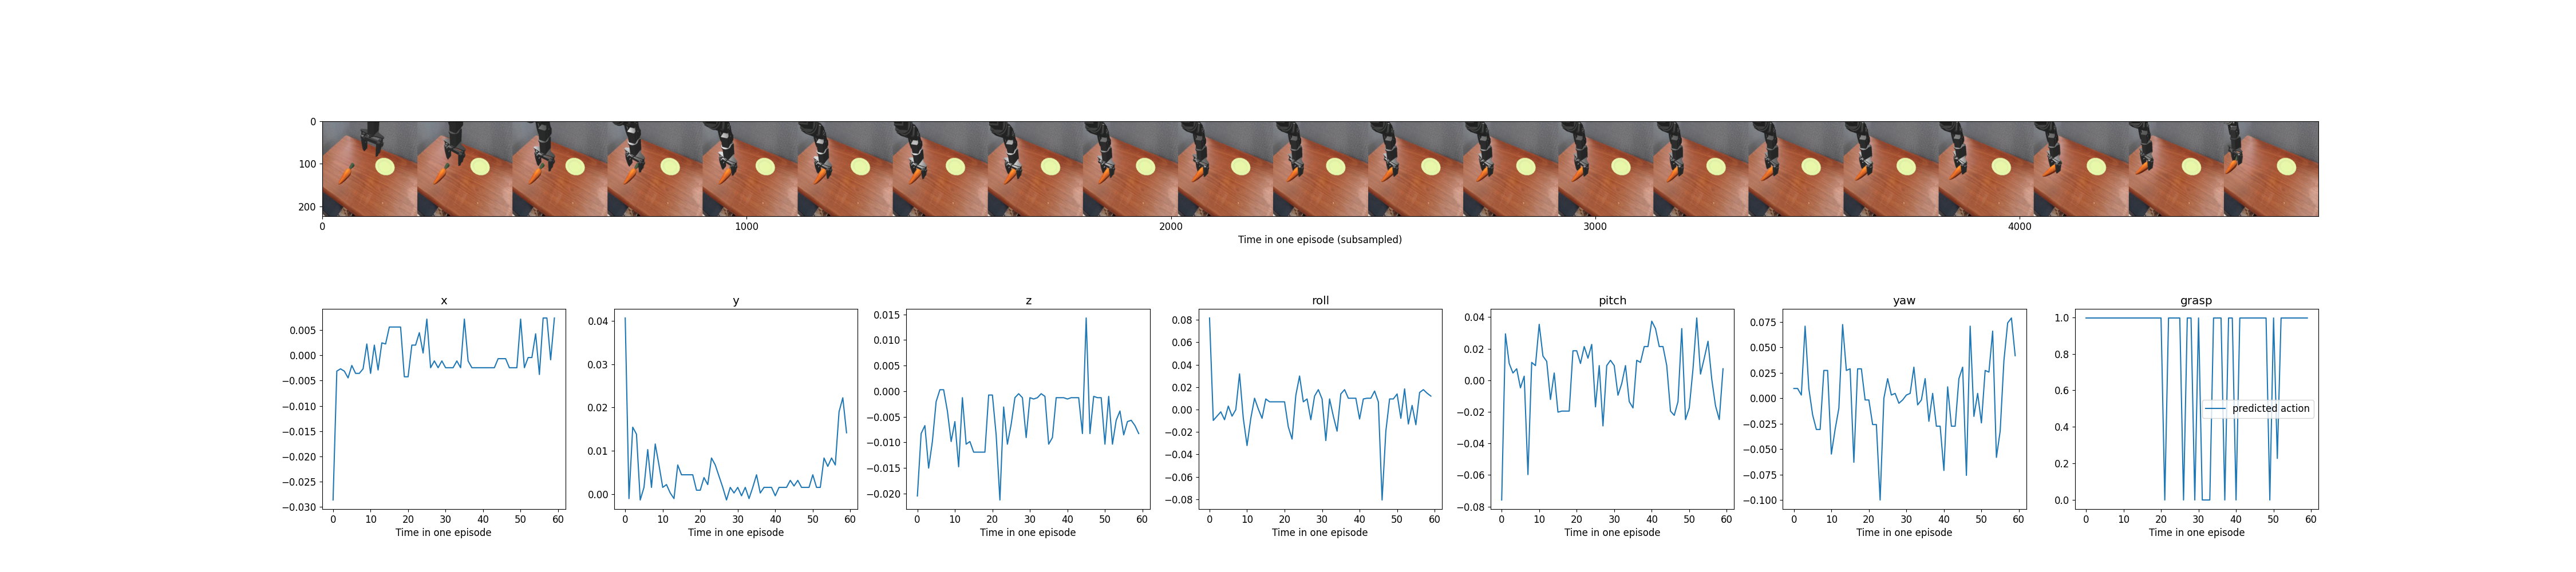 0
100
200
0 1000 2000 3000 4000
Time in one episode (subsampled)
x
0.005
0.000
−0.005
−0.010
−0.015
−0.020
−0.025
−0.030
0 10 20 30 40 50 60
Time in one episode
y
0.04
0.03
0.02
0.01
0.00
0 10 20 30 40 50 60
Time in one episode
z
0.015
0.010
0.005
0.000
−0.005
−0.010
−0.015
−0.020
0 10 20 30 40 50 60
Time in one episode
roll
0.08
0.06
0.04
0.02
0.00
−0.02
−0.04
−0.06
−0.08
0 10 20 30 40 50 60
Time in one episode
pitch
0.04
0.02
0.00
−0.02
−0.04
−0.06
−0.08
0 10 20 30 40 50 60
Time in one episode
yaw
0.075
0.050
0.025
0.000
−0.025
−0.050
−0.075
−0.100
0 10 20 30 40 50 60
Time in one episode
grasp
1.0
0.8
0.6
0.4
0.2
0.0
predicted action
0 10 20 30 40 50 60
Time in one episode